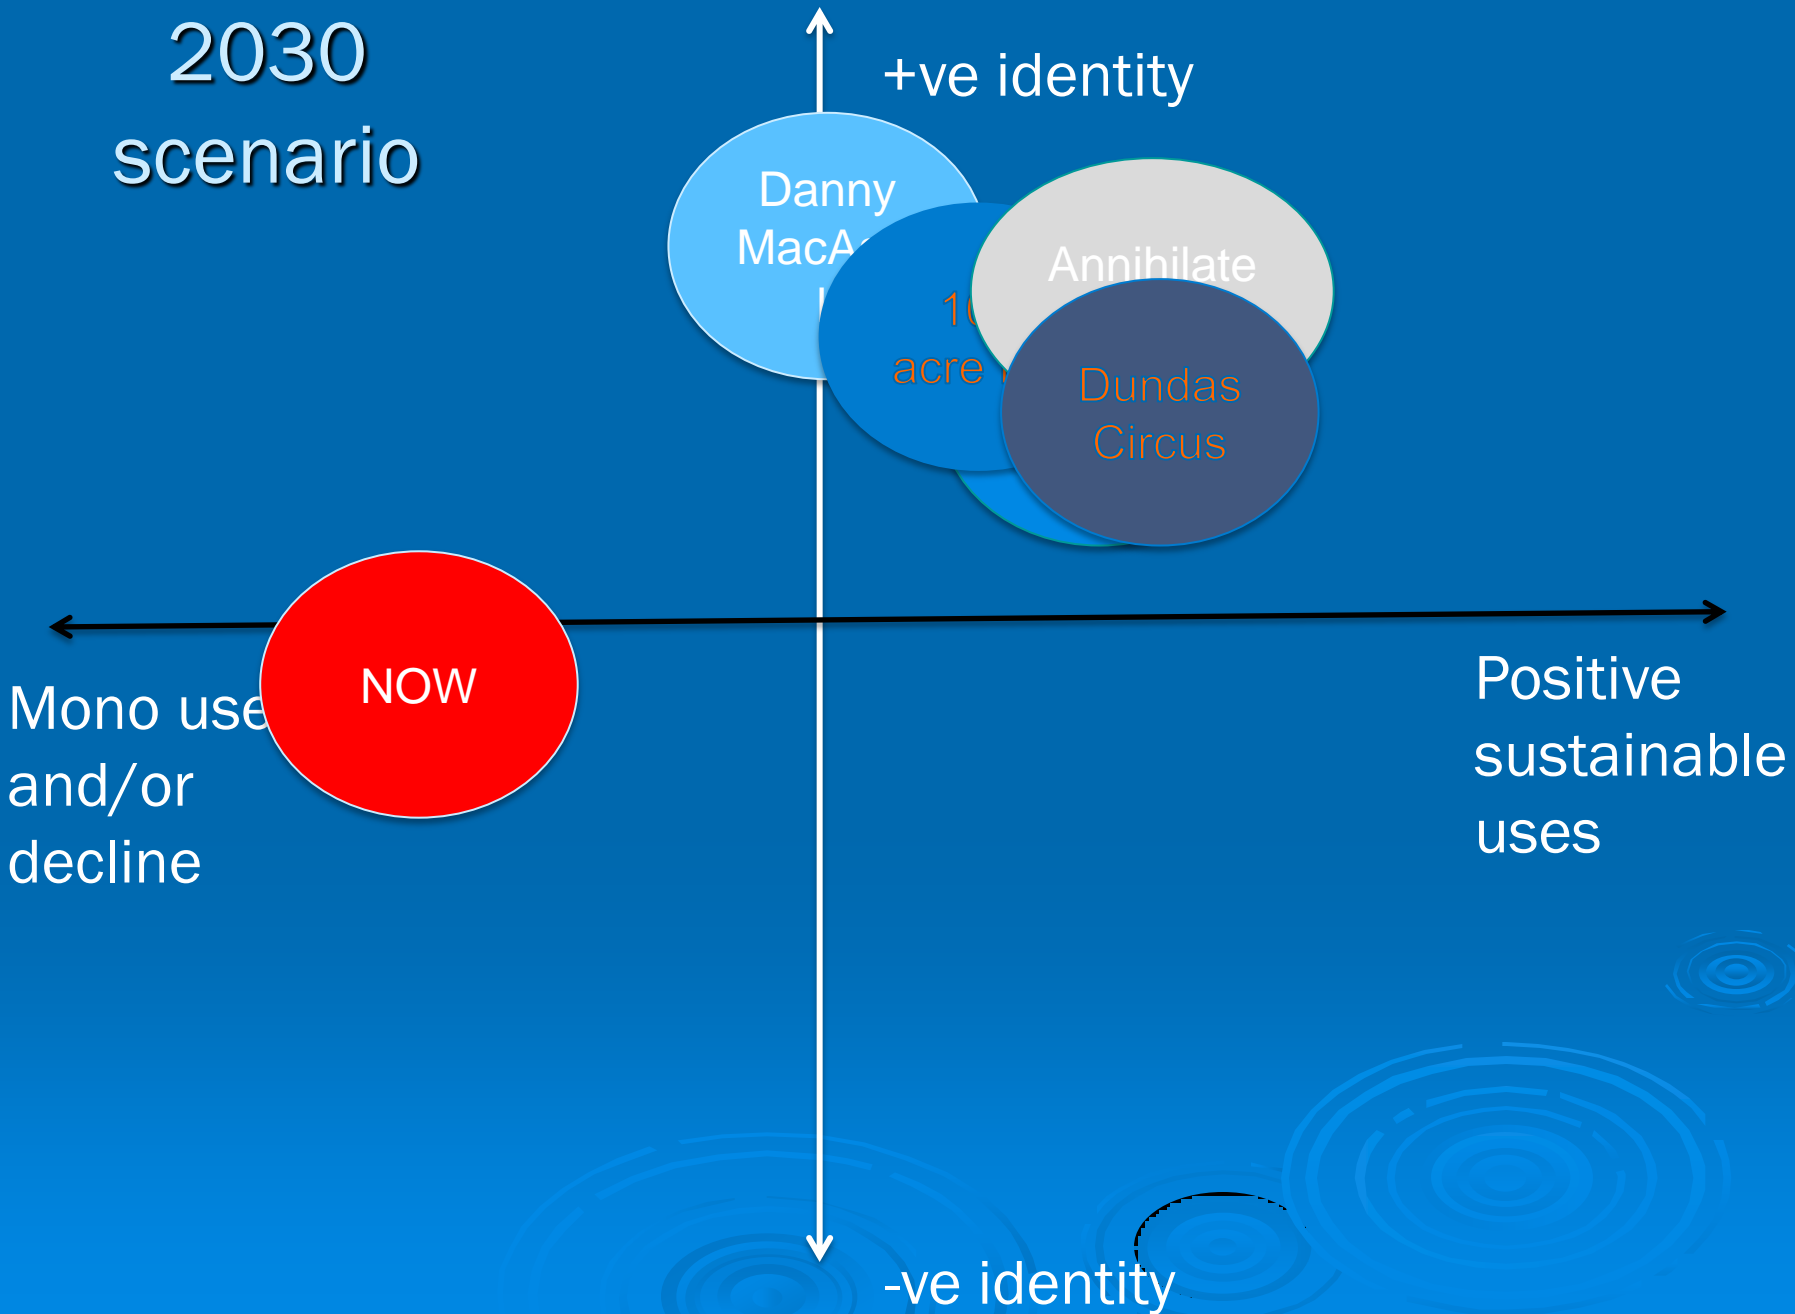 2030
scenario
+ve identity
Danny
Annihilate
acre
Dundas
Circus
NOW
Mono use
and/or
decline
Positive
sustainable
uses
-ve identity